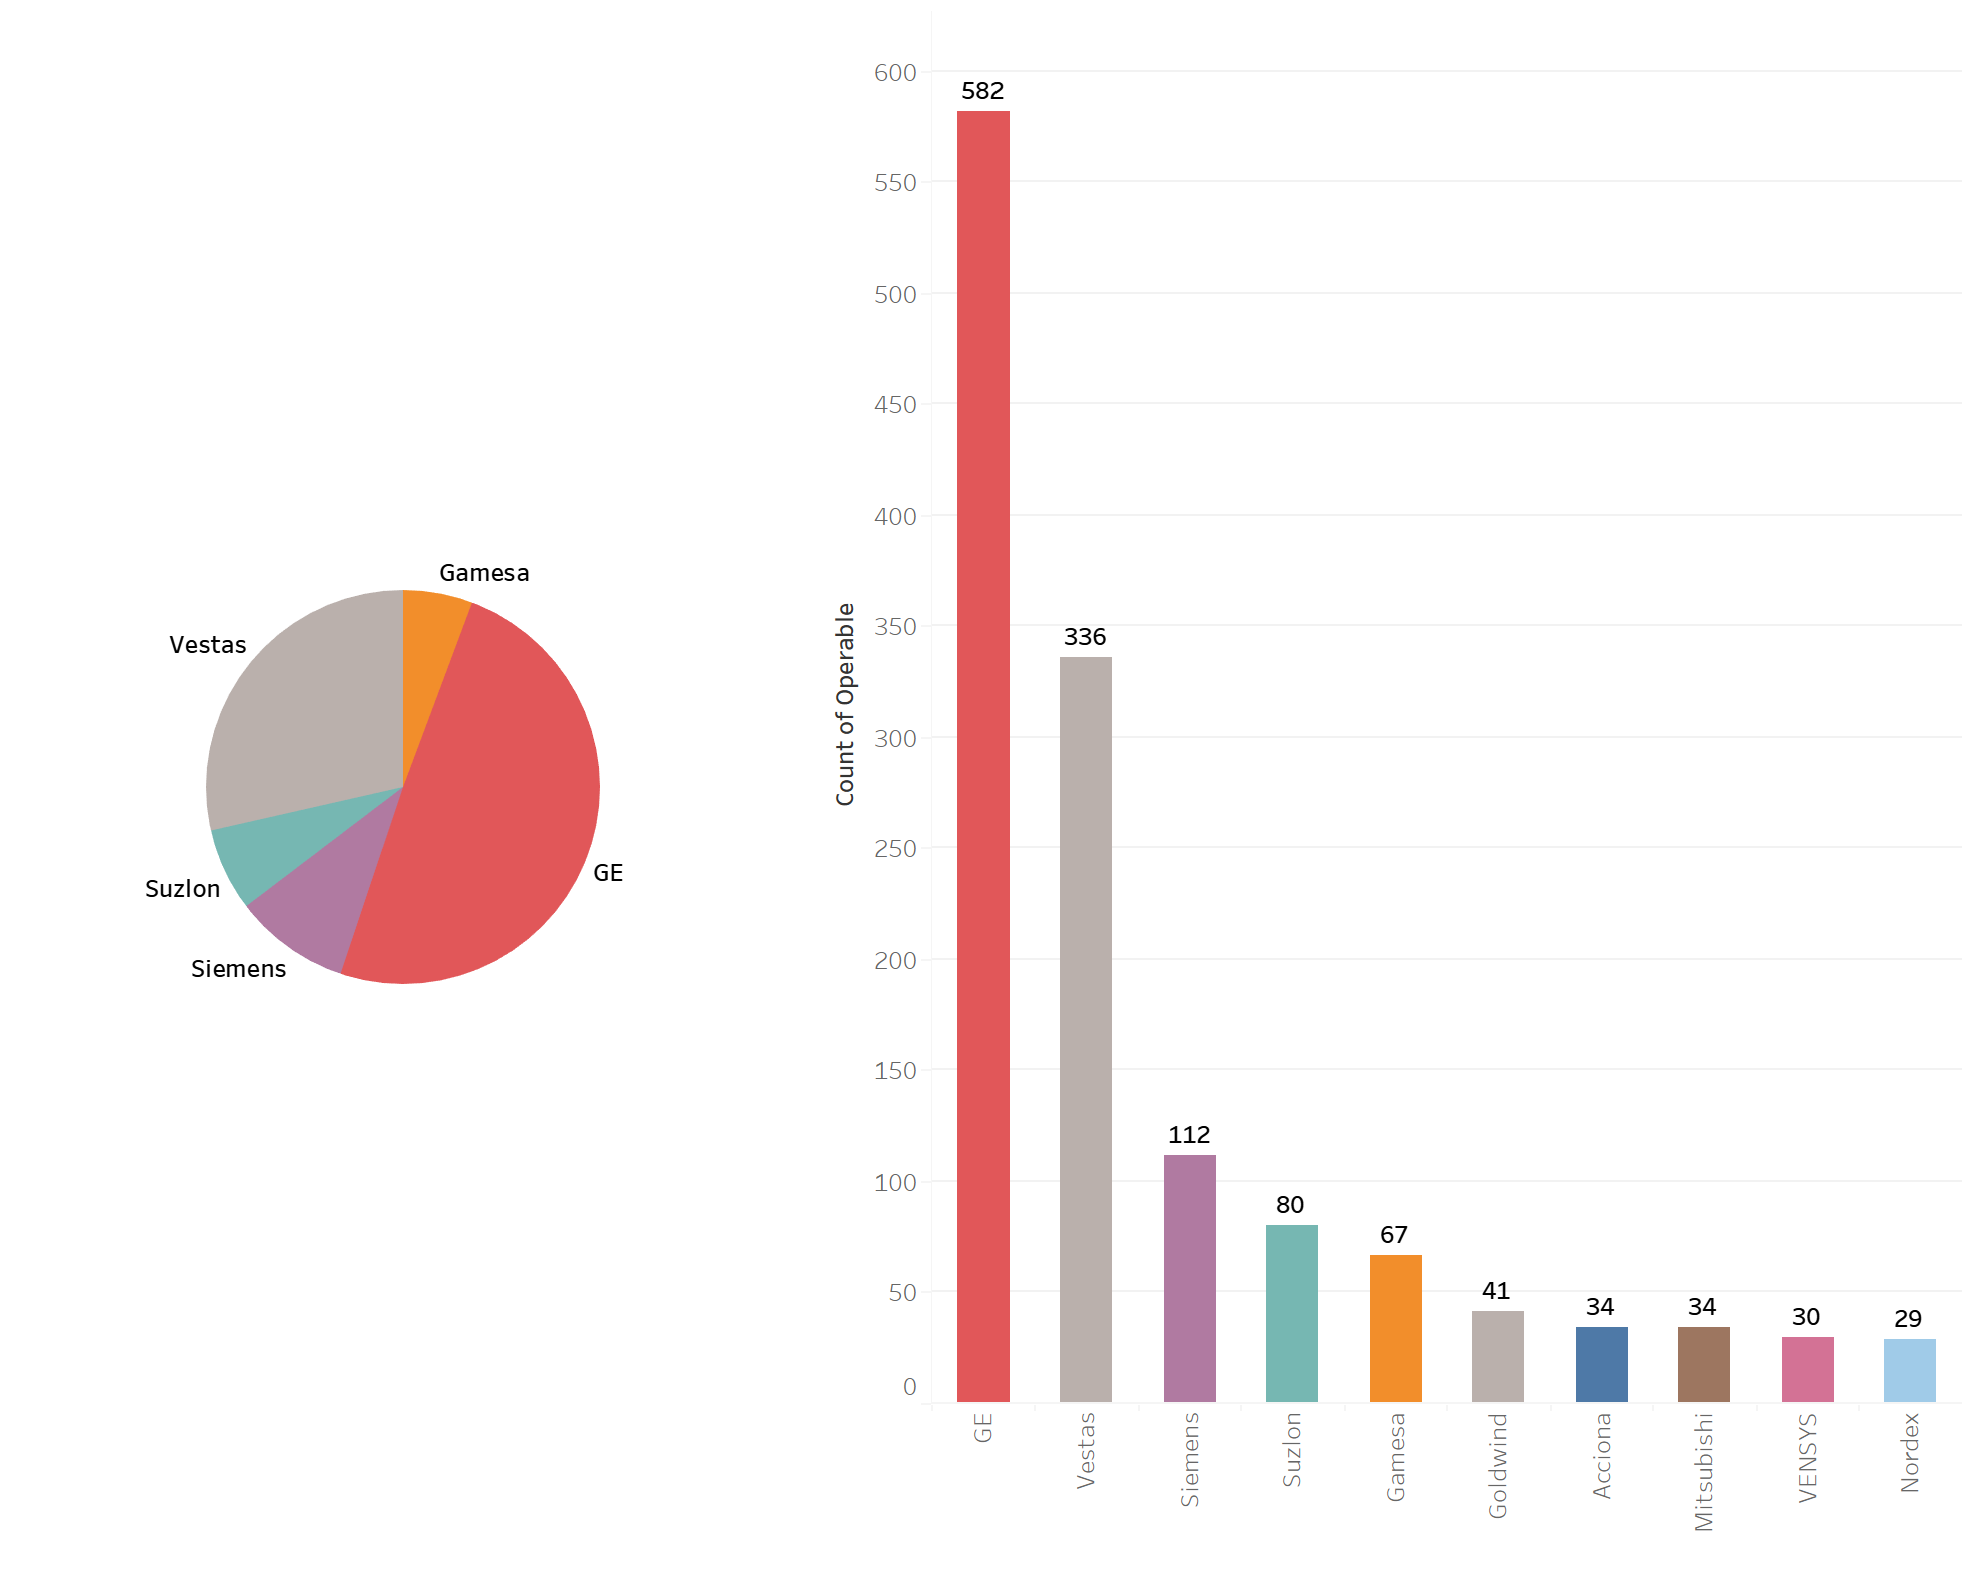 Gamesa
Vestas
GE
Suzlon
Siemens
Count of Operable
600
550
500
450
400
350
300
250
200
150
100
50
0
582
336
112
80
67
41
34
34
30
29
GE
Vestas
Siemens
Suzlon
Gamesa
Goldwind
Acciona
Mitsubishi
VENSYS
Nordex